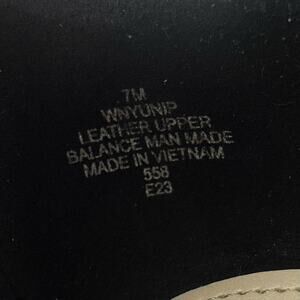 7M
WNYUNIP
LEATHER UPPER
BALANCE MAN MADE
MADE IN VIETNAM
558
E23